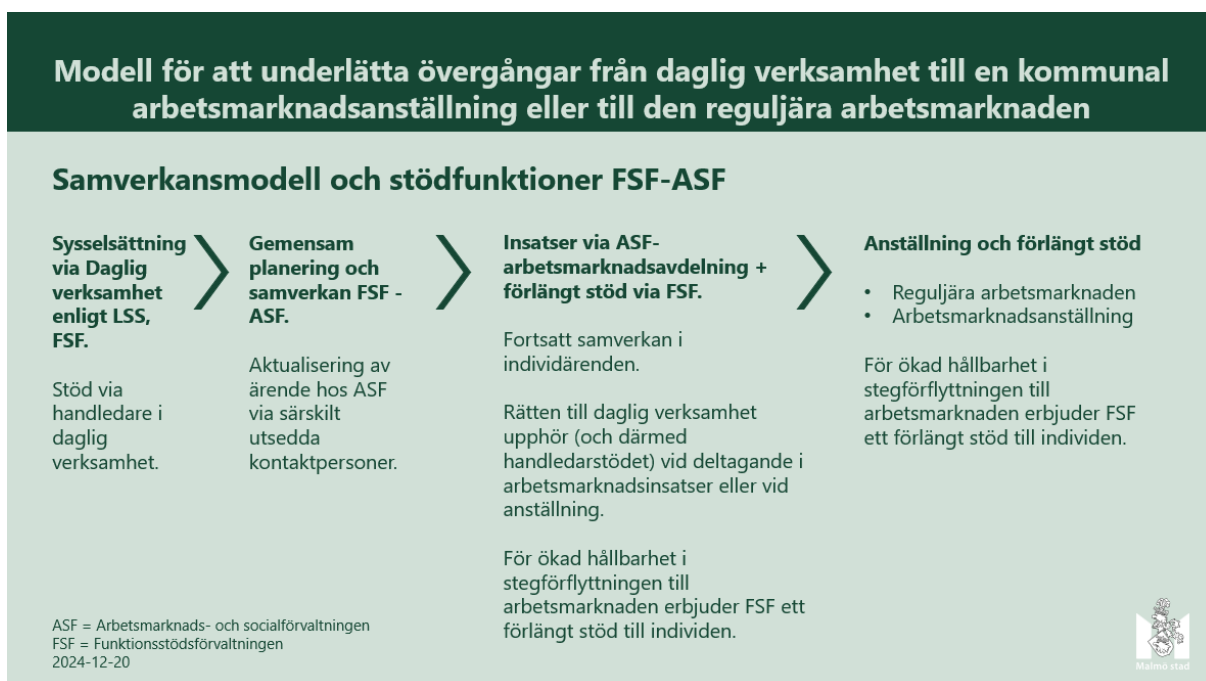 Modell för att underlätta övergångar från daglig verksamhet till en kommunal
arbetsmarknadsanställning eller till den reguljära arbetsmarknaden
Samverkansmodell och stödfunktioner FSF-ASF
Sysselsättning
via Daglig
verksamhet
enligt LSS,
FSF.
Stöd via
handledare i
daglig
verksamhet.
Gemensam
planering och
samverkan FSF -
ASF.
Aktualisering av
ärende hos ASF
via särskilt
utsedda
kontaktpersoner.
Insatser via ASF-
arbetsmarknadsavdelning +
förlängt stöd via FSF.
Fortsatt samverkan i
individärenden.
Rätten till daglig verksamhet
upphör (och därmed
handledarstödet) vid deltagande i
arbetsmarknadsinsatser eller vid
anställning.
För ökad hållbarhet i
stegförflyttningen till
arbetsmarknaden erbjuder FSF ett
förlängt stöd till individen.
Anställning och förlängt stöd
• Reguljära arbetsmarknaden
• Arbetsmarknadsanställning
För ökad hållbarhet i
stegförflyttningen till
arbetsmarknaden erbjuder FSF
ett förlängt stöd till individen.
ASF = Arbetsmarknads- och socialförvaltningen
FSF = Funktionsstödsförvaltningen
2024-12-20
Malmö stad